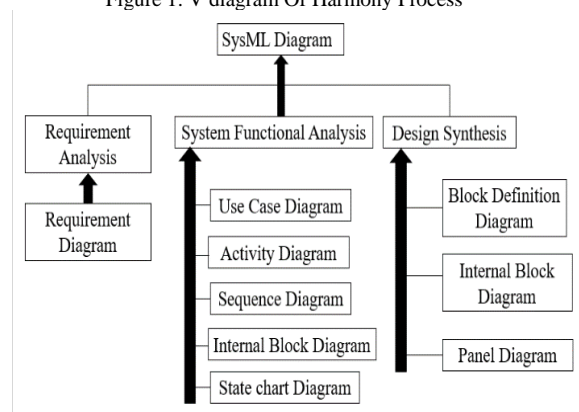 Figure 1: V diagram Of Harmony Process
SysML Diagram
Requirement
Analysis
System Functional Analysis
Design Synthesis
Requirement
Diagram
Use Case Diagram
Activity Diagram
Sequence Diagram
Internal Block Diagram
State chart Diagram
Block Definition
Diagram
Internal Block
Diagram
Panel Diagram